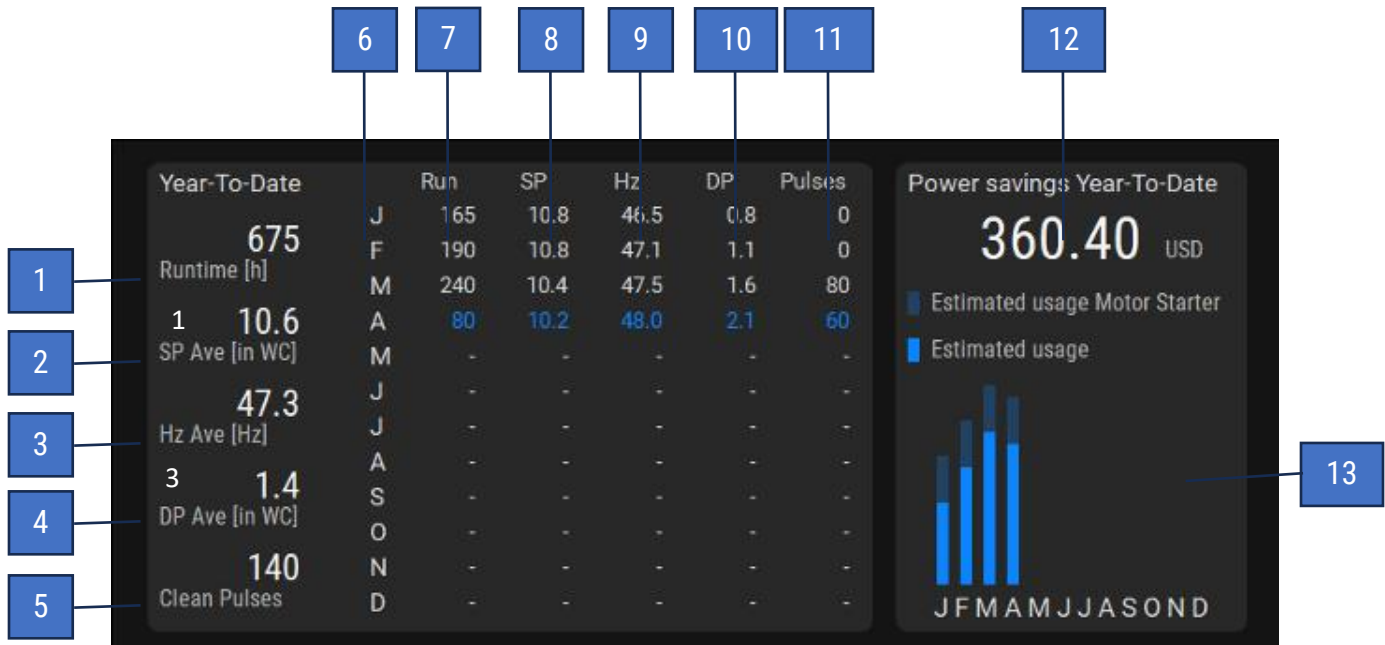 6 7 8 9 10 11 12
Year-To-Date Run SP Hz DP Pulses
J 165 10.8 46.5 0.8 0
675 F 190 10.8 47.1 1.1 0
1 Runtime [h]
M 240 10.4 47.5 1.6 80
1 10.6 A 80 10.2 48.0 2.1 60
2 SP Ave [in WC] M - - - - -
47.3 J - - - - -
3 Hz Ave [Hz] J - - - - -
A - - - - -
3 1.4 S - - - - -
4 DP Ave [in WC]
O - - - - -
140 N - - - - -
5 Clean Pulses D - - - - -
Power savings Year-To-Date
360.40 USD
Estimated usage Motor Starter
Estimated usage
13
J F M A M J J A S O N D